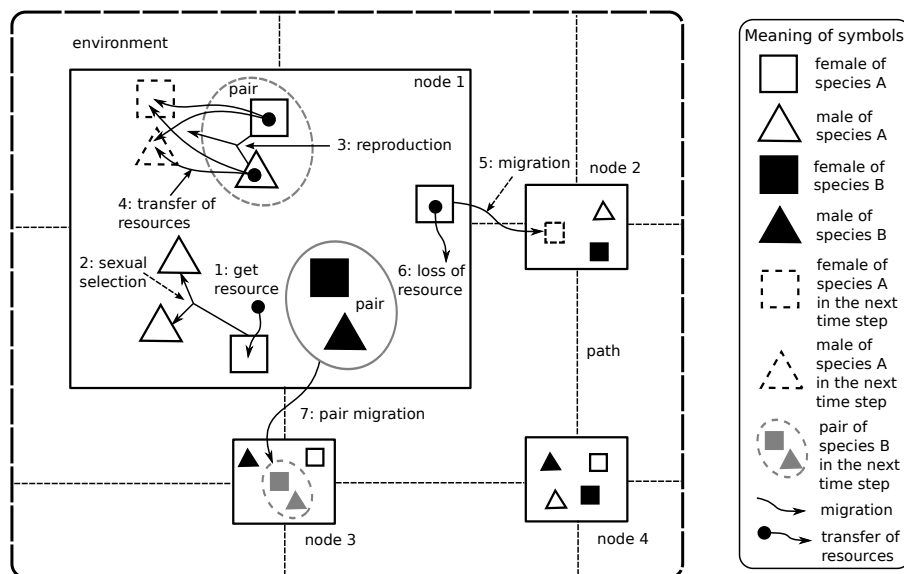 environment
node 1
pair
3: reproduction
4: transfer of
resources
2: sexual
selection
1: get
resource
pair
6: loss of
resource
5: migration
node 2
path
7: pair migration
node 3
node 4
Meaning of symbols
female of
species A
male of
species A
female of
species B
male of
species B
female of
species A
in the next
time step
male of
species A
in the next
time step
pair of
species B
in the next
time step
migration
transfer of
resources